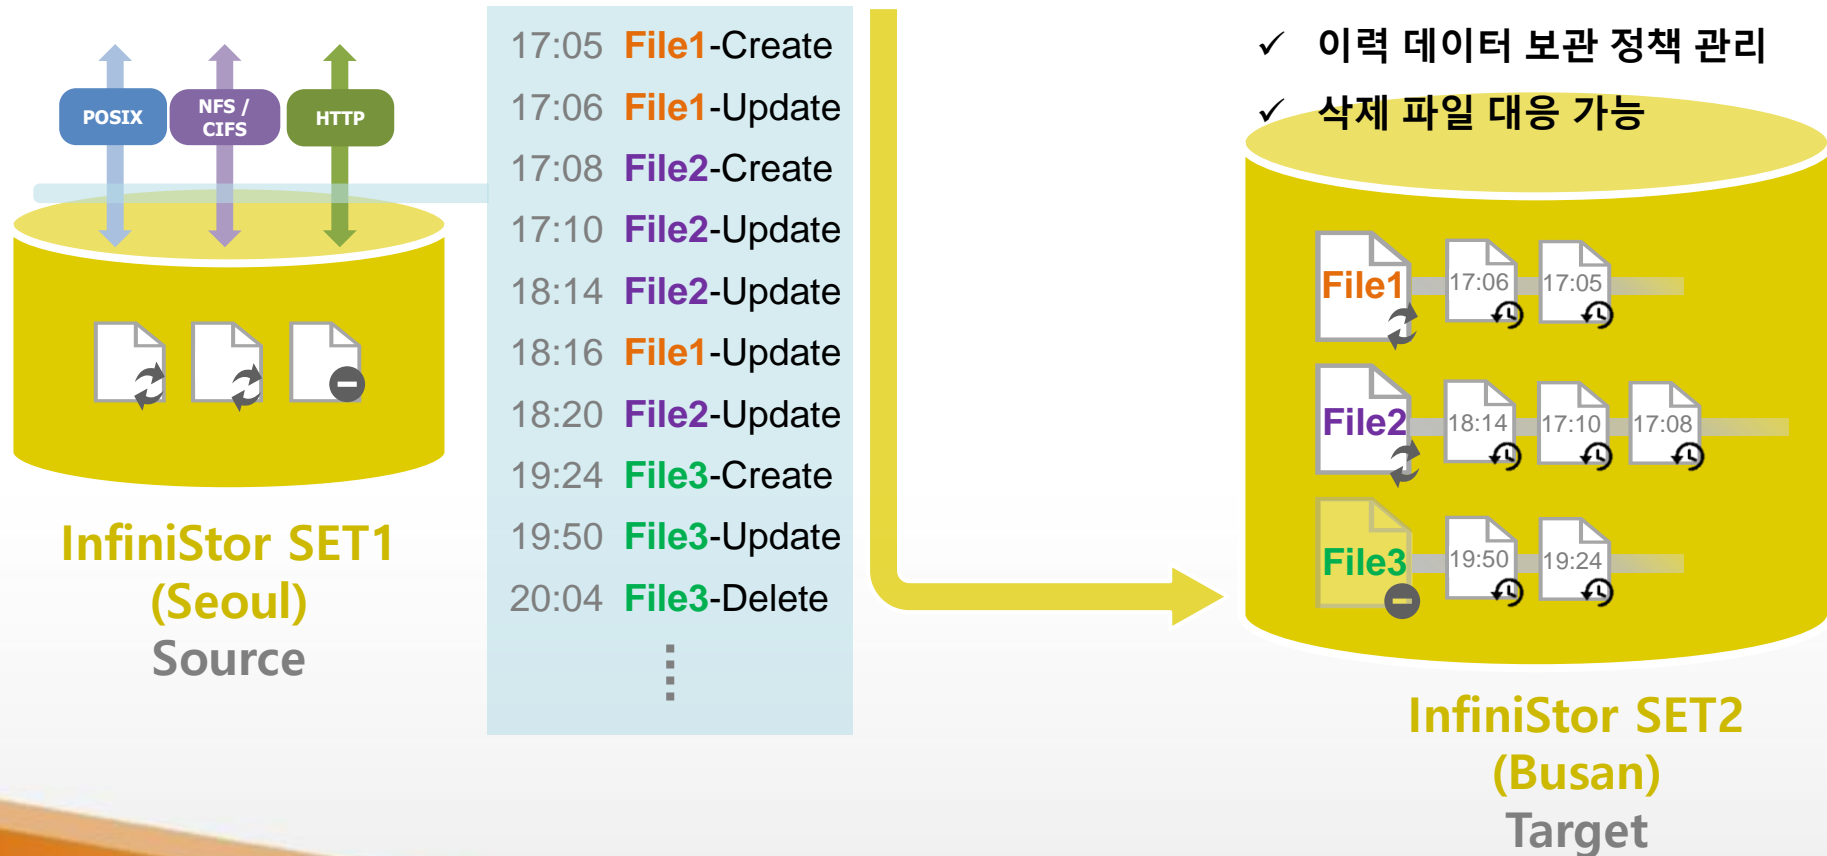 POSIX
NFS /
CIFS
HTTP
InfiniStor SET1
(Seoul)
Source
17:05 File1-Create
17:06 File1-Update
17:08 File2-Create
17:10 File2-Update
18:14 File2-Update
18:16 File1-Update
18:20 File2-Update
19:24 File3-Create
19:50 File3-Update
20:04 File3-Delete
✓ 이력 데이터 보관 정책 관리
✓ 삭제 파일 대응 가능
File1 17:06 17:05
File2 18:14 17:10 17:08
File3 19:50 19:24
InfiniStor SET2
(Busan)
Target